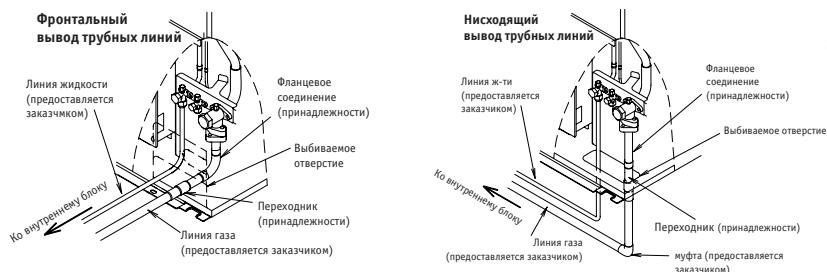 Фронтальный
вывод трубных линий
Линия жидкости
(предоставляется
заказчмком)
Фланцевое
соединение
(принадлежности)
Выбиваемое
отверстие
Переходник
(принадлежности)
Линия газа
(предоставляется заказчиком)
Ко внутреннему блоку
Нисходящий
вывод трубных линий
Линия ж-ти
(предоставляется
заказчиком)
Фланцевое
соединение
(принадлежности)
Выбиваемое отверстие
Переходник (принадлежности)
Ко внутреннему блоку
Линия газа
(предоставляется заказчиком)
муфта (предоставляется
заказчиком)